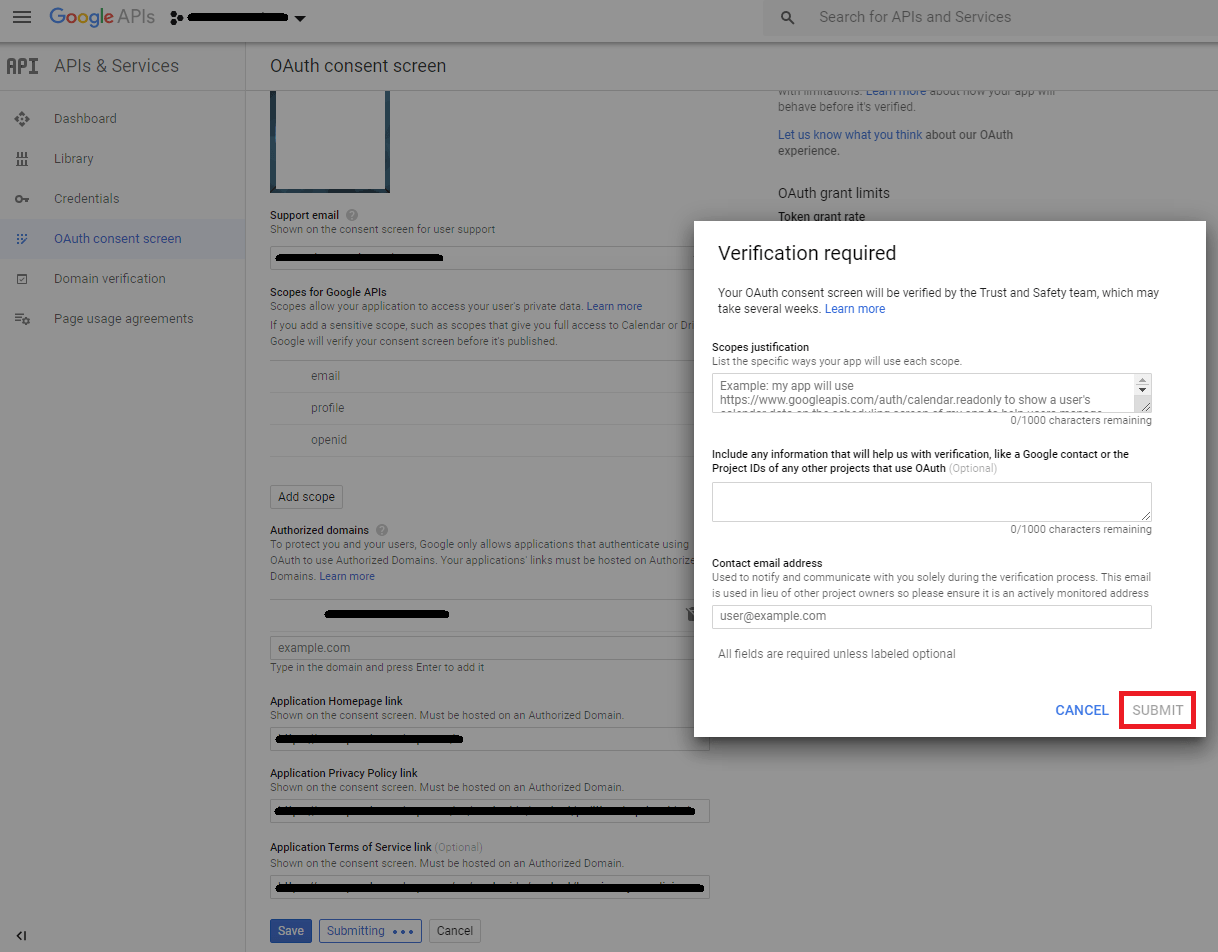 Google APIs
Search for APIs and Services
API APIs & Services
OAuth consent screen
Dashboard
Library
Credentials
OAuth consent screen
Domain verification
Page usage agreements
Support email
Shown on the consent screen for user support
Scopes for Google APIs
Scopes allow your application to access your user's private data. Learn more
If you add a sensitive scope, such as scopes that give you full access to Calendar or Dri
Google will verify your consent screen before it's published.
email
profile
openid
Add scope
Authorized domains
To protect you and your users, Google only allows applications that authenticate using
OAuth to use Authorized Domains. Your applications' links must be hosted on Authorize
Domains. Learn more
example.com
Type in the domain and press Enter to add it
Application Homepage link
Shown on the consent screen. Must be hosted on an Authorized Domain.
Application Privacy Policy link
Shown on the consent screen. Must be hosted on an Authorized Domain.
Application Terms of Service link (Optional)
Shown on the consent screen. Must be hosted on an Authorized Domain.
Save
Submitting
Cancel
with limitations. Learn more about how your app will
behave before it's verified.
Let us know what you think about our OAuth
experience.
OAuth grant limits
Token grant rate
Verification required
Your OAuth consent screen will be verified by the Trust and Safety team, which may
take several weeks. Learn more
Scopes justification
List the specific ways your app will use each scope.
Example: my app will use
https://www.googleapis.com/auth/calendar.readonly to show a user's
calendar data on the scheduling screen of my app to help users manage
0/1000 characters remaining
Include any information that will help us with verification, like a Google contact or the
Project IDs of any other projects that use OAuth (Optional)
0/1000 characters remaining
Contact email address
Used to notify and communicate with you solely during the verification process. This email
is used in lieu of other project owners so please ensure it is an actively monitored address
user@example.com
All fields are required unless labeled optional
CANCEL
SUBMIT